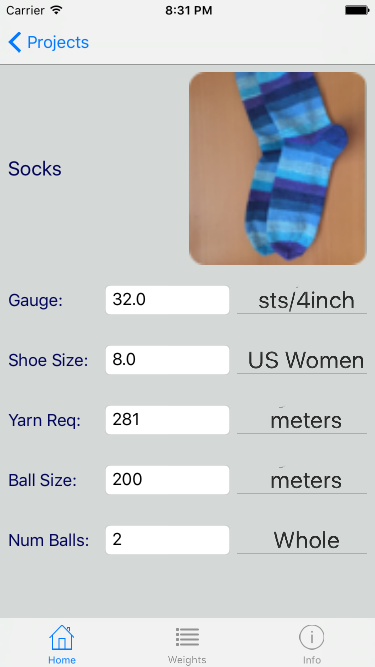 Carrier 8:31 PM
Projects
Socks
Gauge: 32.0 sts/4inch
Shoe Size: 8.0 US Women
Yarn Req: 281 meters
Ball Size: 200 meters
Num Balls: 2 Whole
Home Weights Info